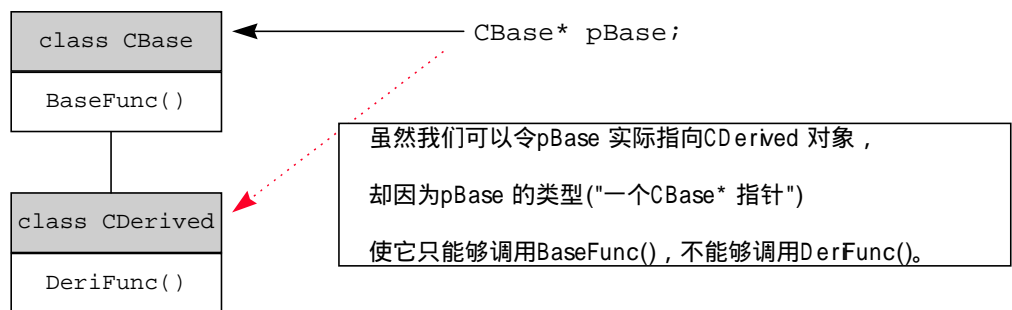 class CBase
CBase* pBase;
BaseFunc()
虽然我们可以令pBase 实际指向CDerived 对象，
却因为pBase 的类型("一个CBase* 指针")
使它只能够调用BaseFunc()，不能够调用DeriFunc()。
class CDerived
DeriFunc()